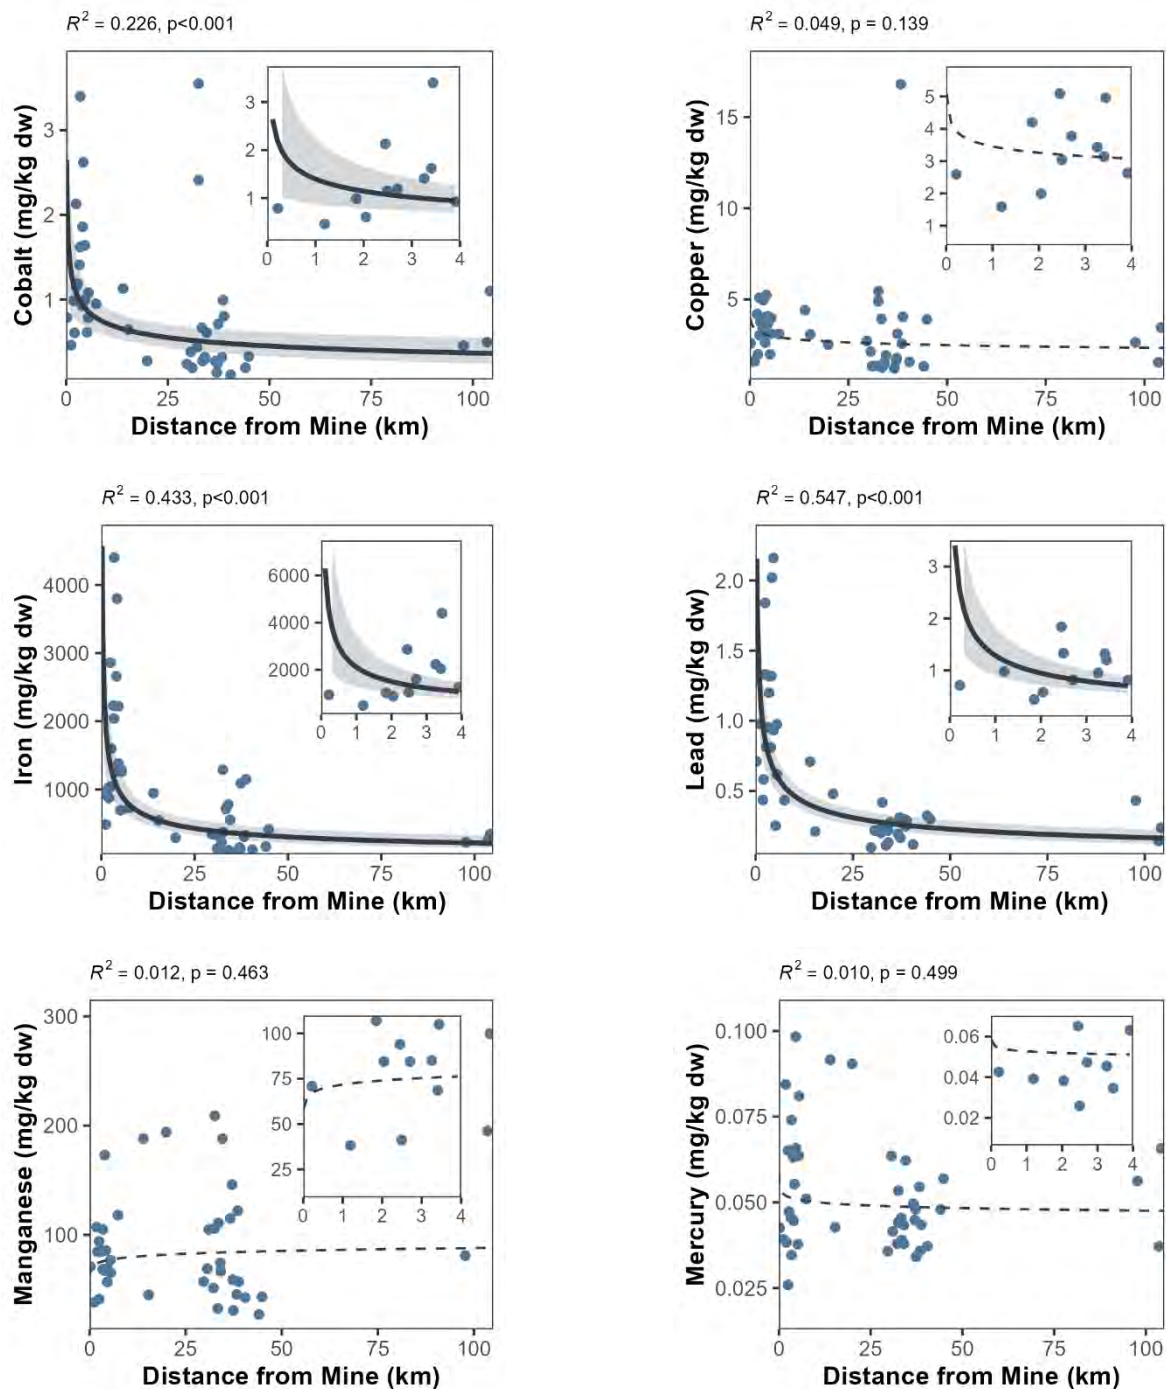 R² = 0.226, p<0.001
Cobalt (mg/kg dw)
3
2
1
0 25 50 75 100
3
2
1
0 1 2 3 4
Distance from Mine (km)
R² = 0.049, p = 0.139
Copper (mg/kg dw)
15
10
5
0 25 50 75 100
5
4
3
2
1
0 1 2 3 4
Distance from Mine (km)
R² = 0.433, p<0.001
Iron (mg/kg dw)
4000
3000
2000
1000
0 25 50 75 100
6000
4000
2000
0 1 2 3 4
Distance from Mine (km)
R² = 0.547, p<0.001
Lead (mg/kg dw)
2.0
1.5
1.0
0.5
0 25 50 75 100
3
2
1
0 1 2 3 4
Distance from Mine (km)
R² = 0.012, p = 0.463
Manganese (mg/kg dw)
300
200
100
0 25 50 75 100
100
75
50
25
0 1 2 3 4
Distance from Mine (km)
R² = 0.010, p = 0.499
Mercury (mg/kg dw)
0.100
0.075
0.050
0.025
0 25 50 75 100
0.06
0.04
0.02
0 1 2 3 4
Distance from Mine (km)